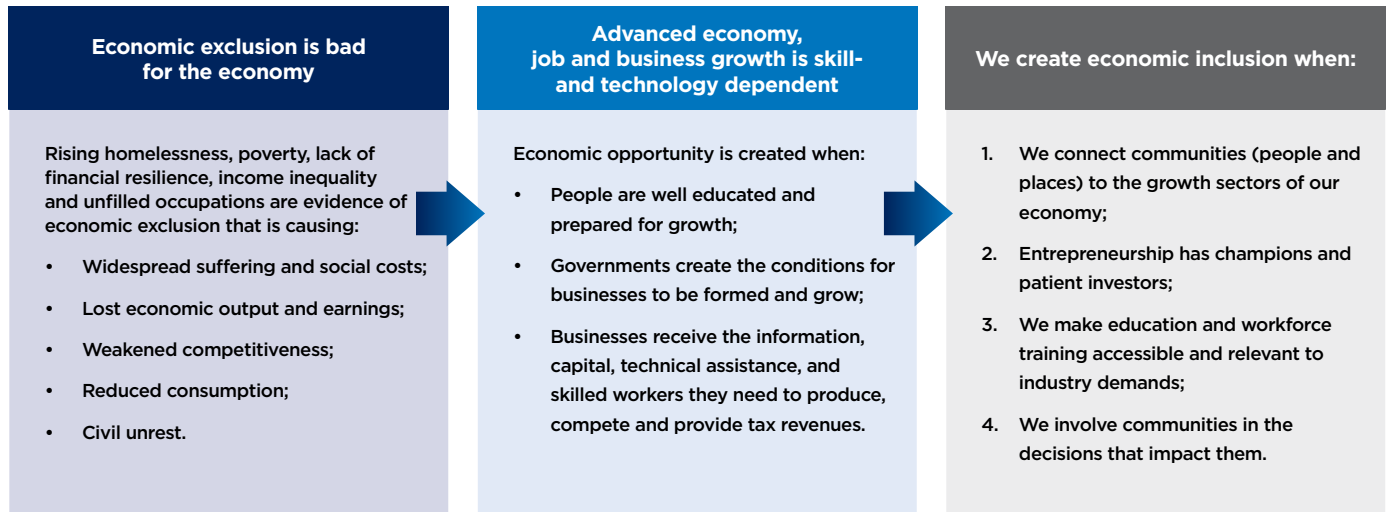 Economic exclusion is bad
for the economy
Rising homelessness, poverty, lack of
financial resilience, income inequality
and unfilled occupations are evidence of
economic exclusion that is causing:
• Widespread suffering and social costs;
• Lost economic output and earnings;
• Weakened competitiveness;
• Reduced consumption;
• Civil unrest.
Advanced economy,
job and business growth is skill-
and technology dependent
Economic opportunity is created when:
• People are well educated and
prepared for growth;
• Governments create the conditions for
businesses to be formed and grow;
• Businesses receive the information,
capital, technical assistance, and
skilled workers they need to produce,
compete and provide tax revenues.
We create economic inclusion when:
1. We connect communities (people and
places) to the growth sectors of our
economy;
2. Entrepreneurship has champions and
patient investors;
3. We make education and workforce
training accessible and relevant to
industry demands;
4. We involve communities in the
decisions that impact them.